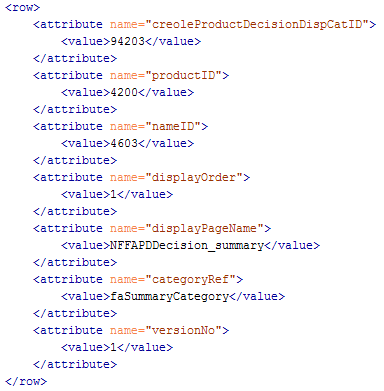 <row>
<attribute name="creoleProductDecisionDispCatID">
<value>94203</value>
</attribute>
<attribute name="productID">
<value>4200</value>
</attribute>
<attribute name="nameID">
<value>4603</value>
</attribute>
<attribute name="displayOrder">
<value>1</value>
</attribute>
<attribute name="displayPageName">
<value>NFFAPDDecision_summary</value>
</attribute>
<attribute name="categoryRef">
<value>faSummaryCategory</value>
</attribute>
<attribute name="versionNo">
<value>1</value>
</attribute>
</row>